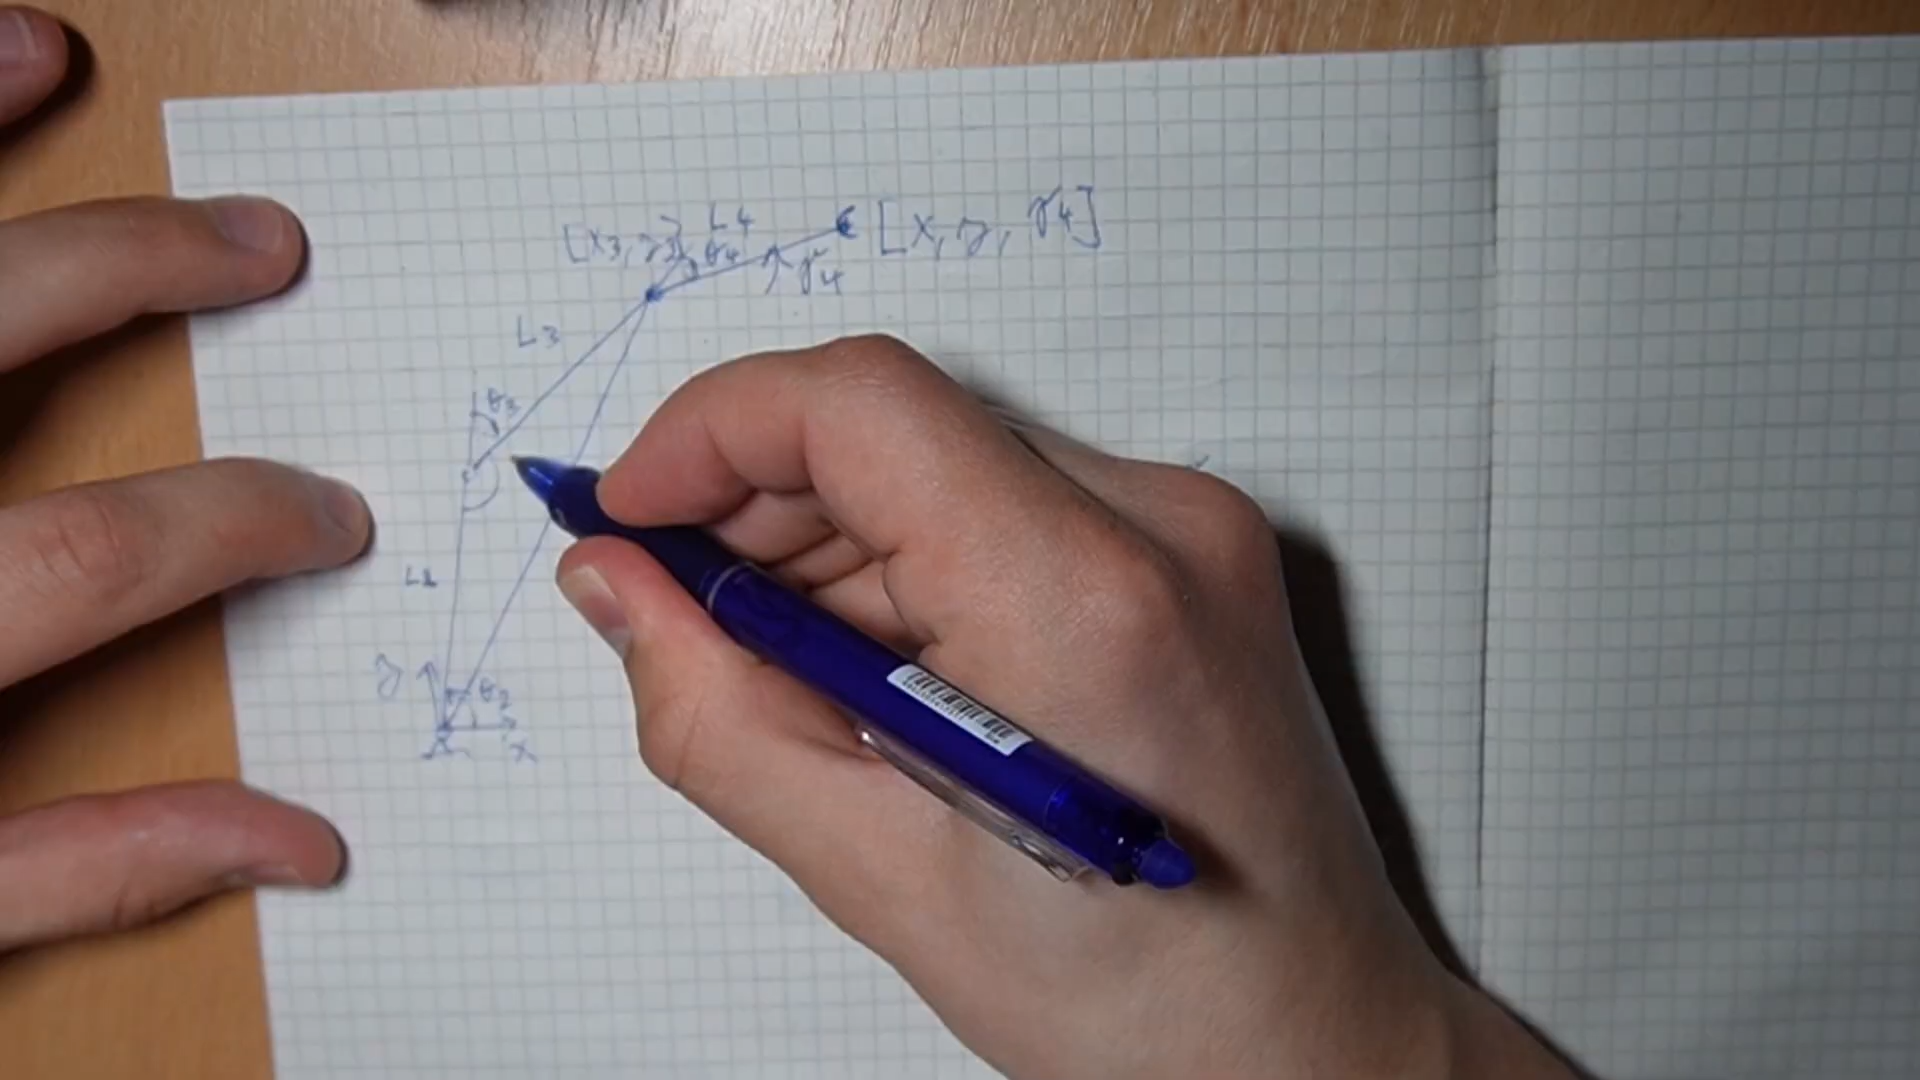 [x₃, y₃] L₄
θ₄
[x, y, γ₄]
γ₄
L₃
θ₃
L₂
y
θ₂
x